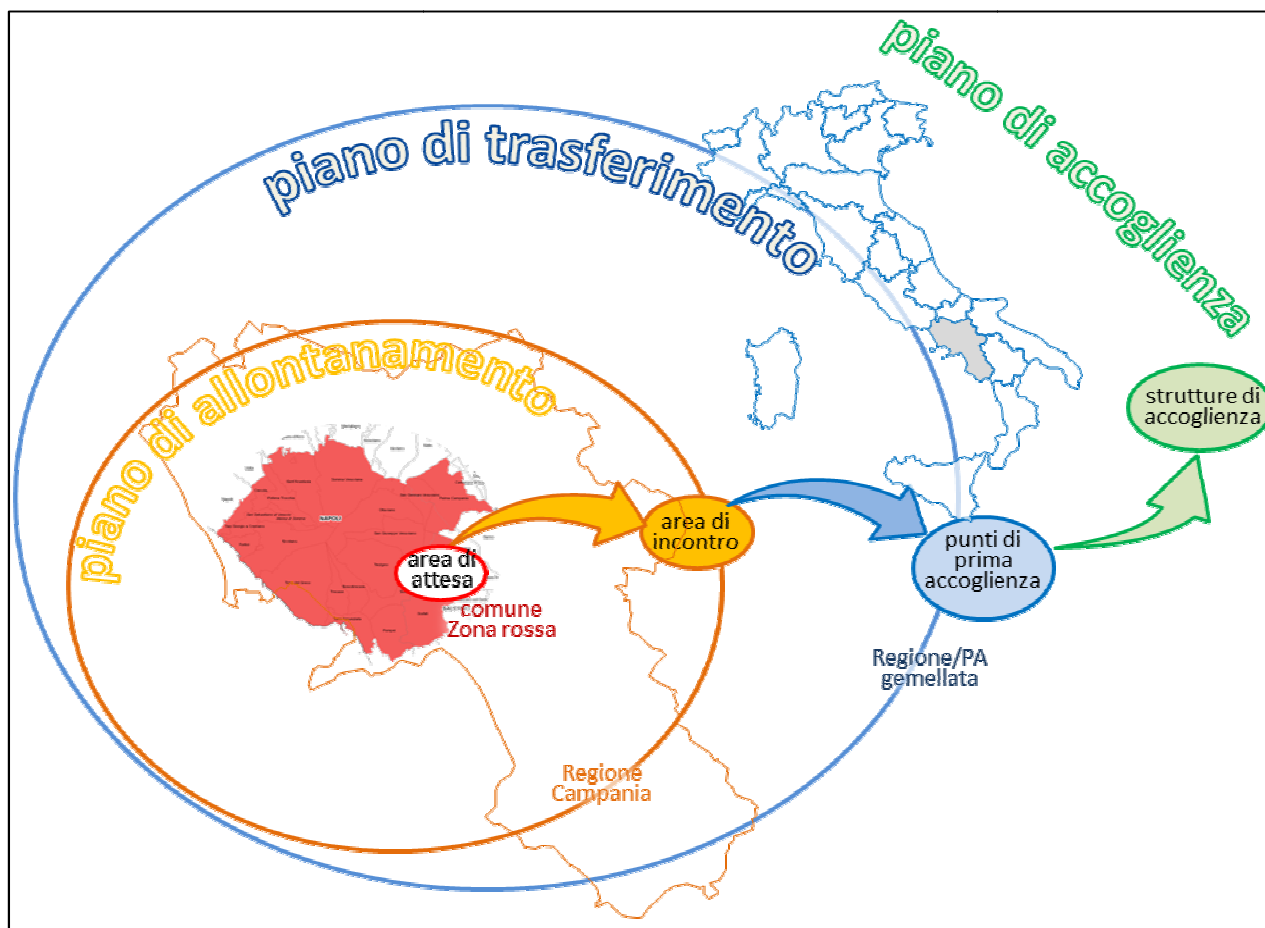 piano di accoglienza
piano di trasferimento
piano di allontanamento
strutture di
accoglienza
area di
incontro
punti di
prima
accoglienza
NAPOLI
area di
attesa
comune
Zona rossa
Regione/PA
gemellata
Regione
Campania